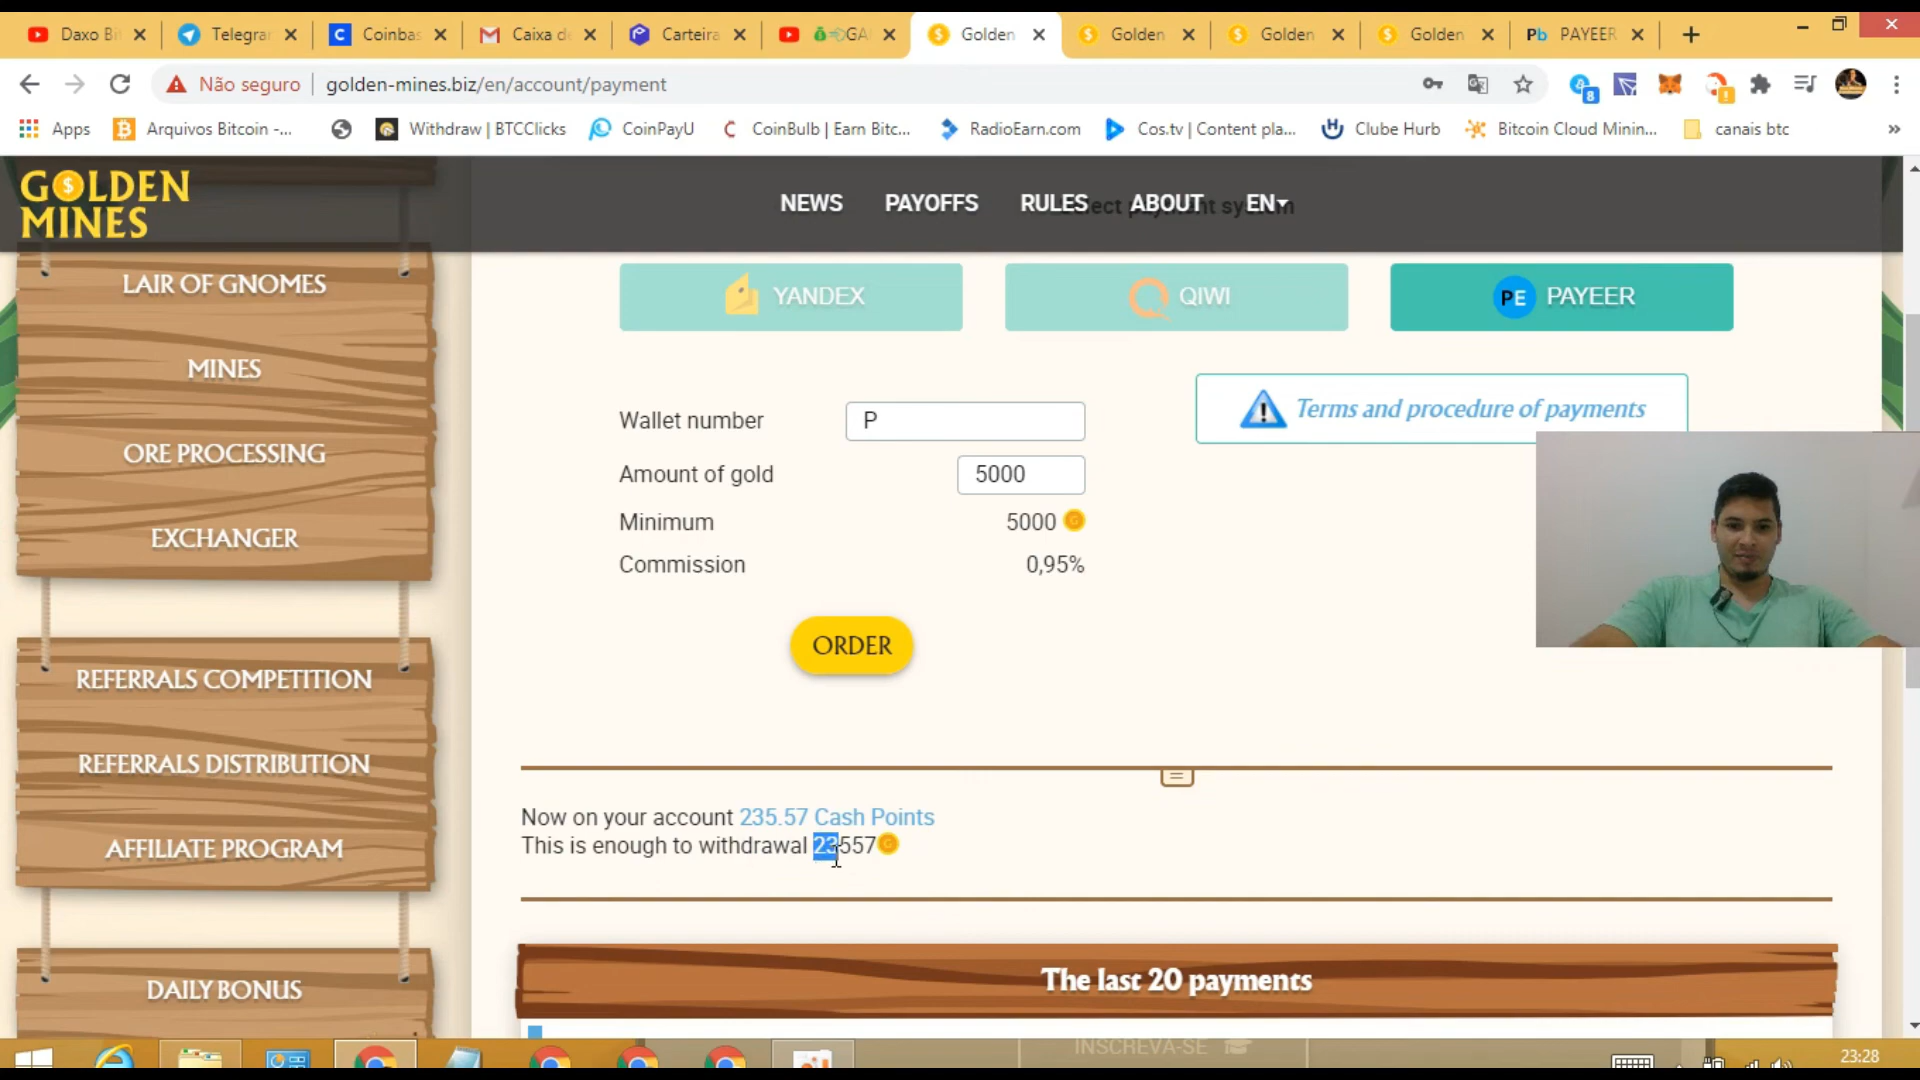 Daxo Bi
Telegra
Coinbas
Caixa d
Carteira
GA
Golden
Golden
Golden
Golden
Pb PAYEER
Não seguro
golden-mines.biz/en/account/payment
8
Apps
Arquivos Bitcoin -...
Withdraw | BTCClicks
CoinPayU
CoinBulb | Earn Bitc...
RadioEarn.com
Cos.tv | Content pla...
Clube Hurb
Bitcoin Cloud Minin...
canais btc
GOLDEN
MINES
NEWS
PAYOFFS
RULES
ABOUT
EN
payment system
LAIR OF GNOMES
MINES
ORE PROCESSING
EXCHANGER
REFERRALS COMPETITION
REFERRALS DISTRIBUTION
AFFILIATE PROGRAM
DAILY BONUS
YANDEX
QIWI
PE PAYEER
Wallet number P
Terms and procedure of payments
Amount of gold 5000
Minimum 5000 G
Commission 0,95%
ORDER
Now on your account 235.57 Cash Points
This is enough to withdrawal 23557 G
The last 20 payments
INSCREVA-SE
23:28